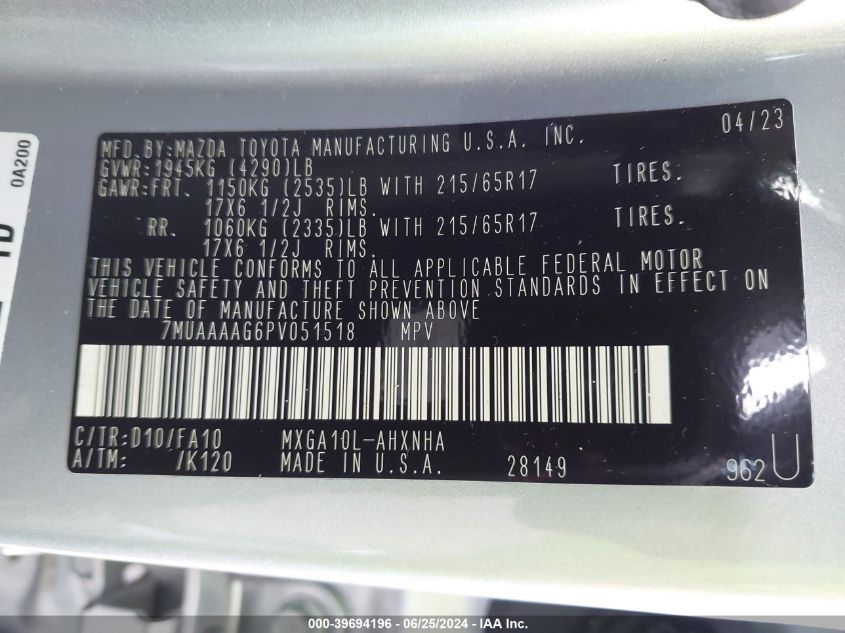 0A200
MFD.BY:MAZDA TOYOTA MANUFACTURING U.S.A. INC. 04/23
GVWR:1945KG (4290)LB
GAWR:FRT. 1150KG (2535)LB WITH 215/65R17 TIRES.
17X6 1/2J RIMS.
RR. 1060KG (2335)LB WITH 215/65R17 TIRES.
17X6 1/2J RIMS.
THIS VEHICLE CONFORMS TO ALL APPLICABLE FEDERAL MOTOR
VEHICLE SAFETY AND THEFT PREVENTION STANDARDS IN EFFECT ON
THE DATE OF MANUFACTURE SHOWN ABOVE
7MUAAAAG6PV051518 MPV
C/TR:D10/FA10 MXGA10L-AHXNHA
A/TM: /K120 MADE IN U.S.A. 28149 962U
000-39694196 - 06/25/2024 - IAA Inc.